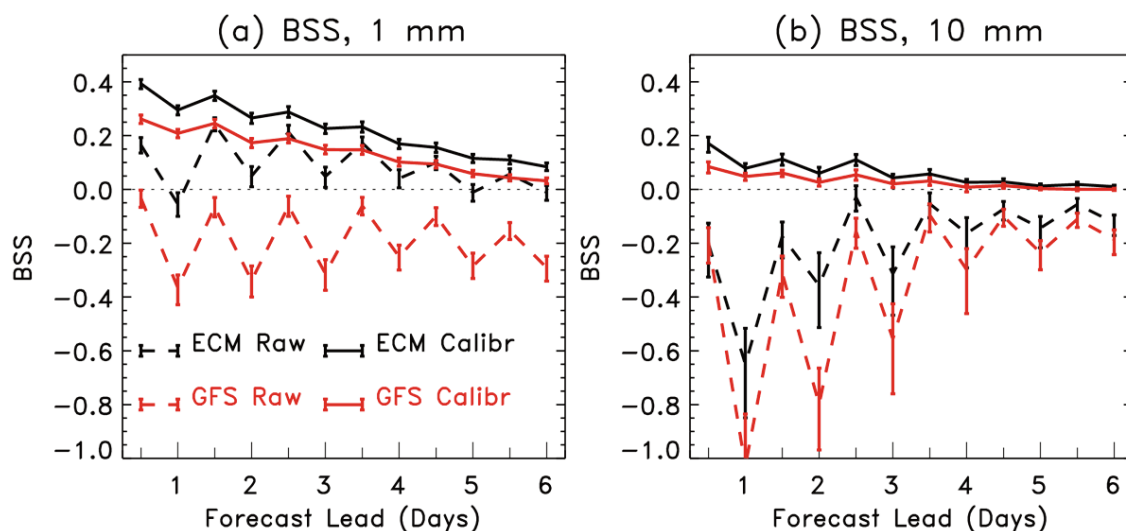 (a) BSS, 1 mm
BSS
0.4
0.2
0.0
−0.2
−0.4
−0.6
−0.8
−1.0
ECM Raw ECM Calibr
GFS Raw GFS Calibr
1 2 3 4 5 6
Forecast Lead (Days)
(b) BSS, 10 mm
BSS
0.4
0.2
0.0
−0.2
−0.4
−0.6
−0.8
−1.0
1 2 3 4 5 6
Forecast Lead (Days)